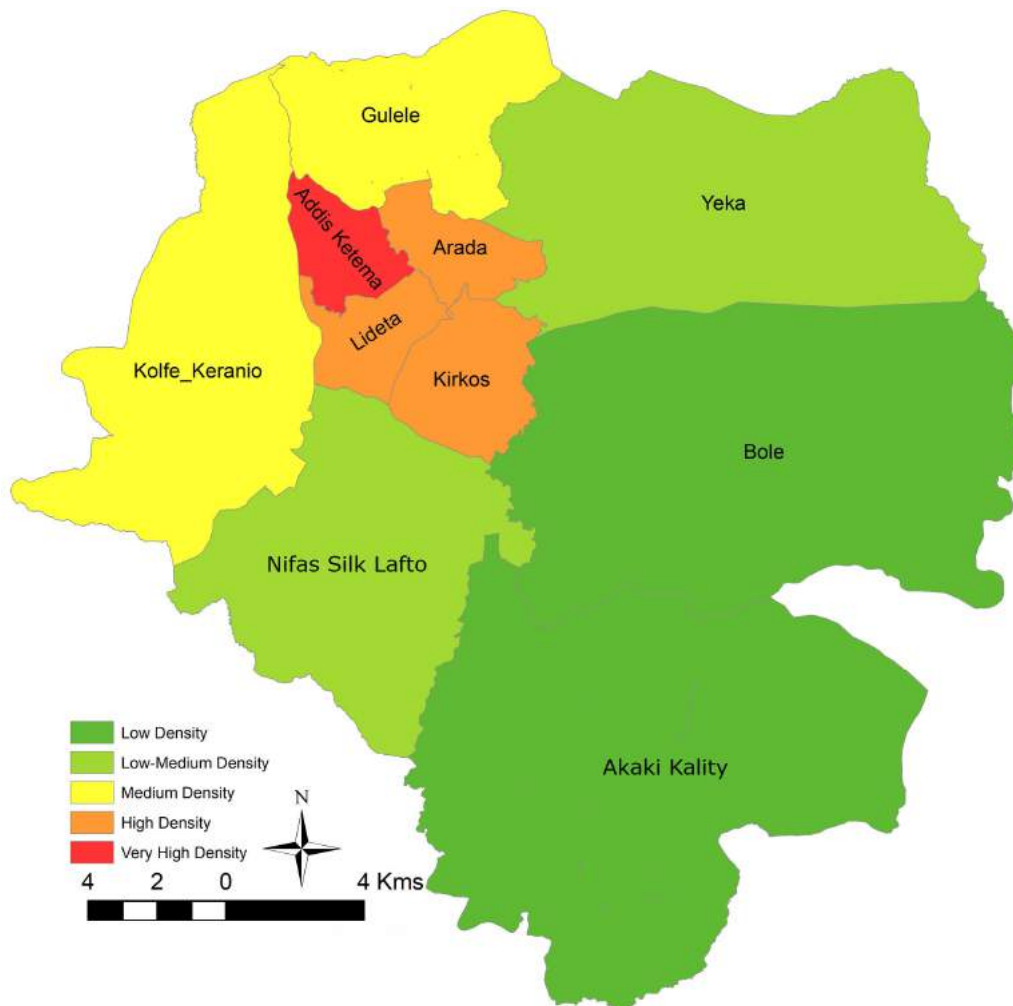 Gulele
Yeka
Addis Ketema
Arada
Lideta
Kolfe_Keranio
Kirkos
Bole
Nifas Silk Lafto
Akaki Kality
Low Density
Low-Medium Density
Medium Density
High Density
Very High Density
N
4 2 0 4 Kms